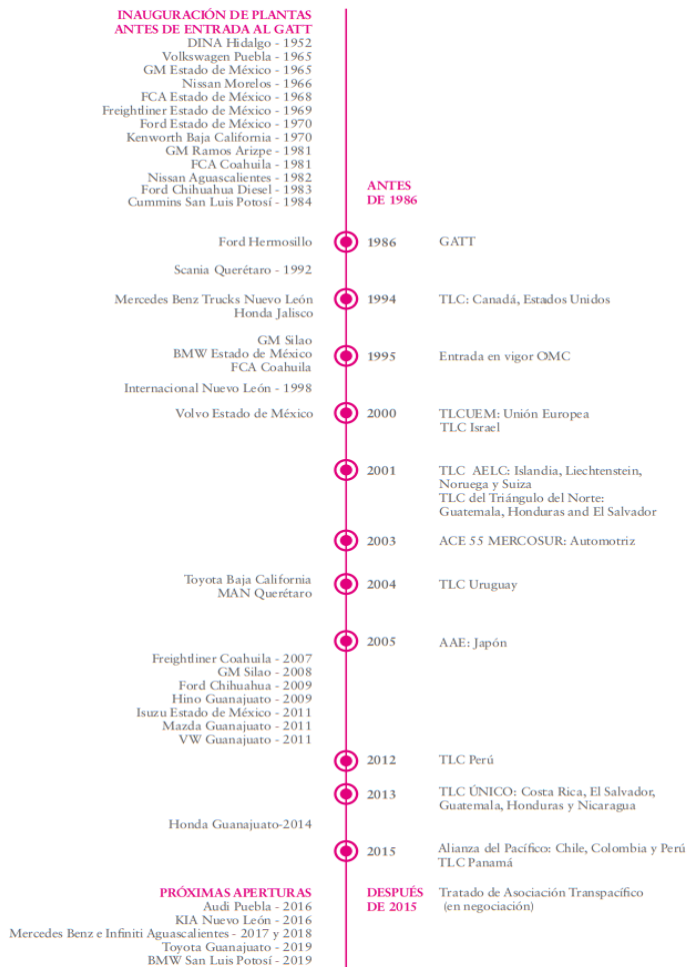 INAUGURACIÓN DE PLANTAS
ANTES DE ENTRADA AL GATT
DINA Hidalgo - 1952
Volkswagen Puebla - 1965
GM Estado de México - 1965
Nissan Morelos - 1966
FCA Estado de México - 1968
Freightliner Estado de México - 1969
Ford Estado de México - 1970
Kenworth Baja California - 1970
GM Ramos Arizpe - 1981
FCA Coahuila - 1981
Nissan Aguascalientes - 1982
Ford Chihuahua Diesel - 1983
Cummins San Luis Potosí - 1984
ANTES
DE 1986
Ford Hermosillo 1986 GATT
Scania Querétaro - 1992
Mercedes Benz Trucks Nuevo León 1994 TLC: Canadá, Estados Unidos
Honda Jalisco
GM Silao
BMW Estado de México 1995 Entrada en vigor OMC
FCA Coahuila
Internacional Nuevo León - 1998
Volvo Estado de México 2000 TLCUEM: Unión Europea
TLC Israel
2001 TLC AELC: Islandia, Liechtenstein,
Noruega y Suiza
TLC del Triángulo del Norte:
Guatemala, Honduras and El Salvador
2003 ACE 55 MERCOSUR: Automotriz
Toyota Baja California 2004 TLC Uruguay
MAN Querétaro
2005 AAE: Japón
Freightliner Coahuila - 2007
GM Silao - 2008
Ford Chihuahua - 2009
Hino Guanajuato - 2009
Isuzu Estado de México - 2011
Mazda Guanajuato - 2011
VW Guanajuato - 2011
2012 TLC Perú
2013 TLC ÚNICO: Costa Rica, El Salvador,
Guatemala, Honduras y Nicaragua
Honda Guanajuato-2014
2015 Alianza del Pacífico: Chile, Colombia y Perú
TLC Panamá
PRÓXIMAS APERTURAS DESPUÉS Tratado de Asociación Transpacífico
Audi Puebla - 2016 DE 2015 (en negociación)
KIA Nuevo León - 2016
Mercedes Benz e Infiniti Aguascalientes - 2017 y 2018
Toyota Guanajuato - 2019
BMW San Luis Potosí - 2019